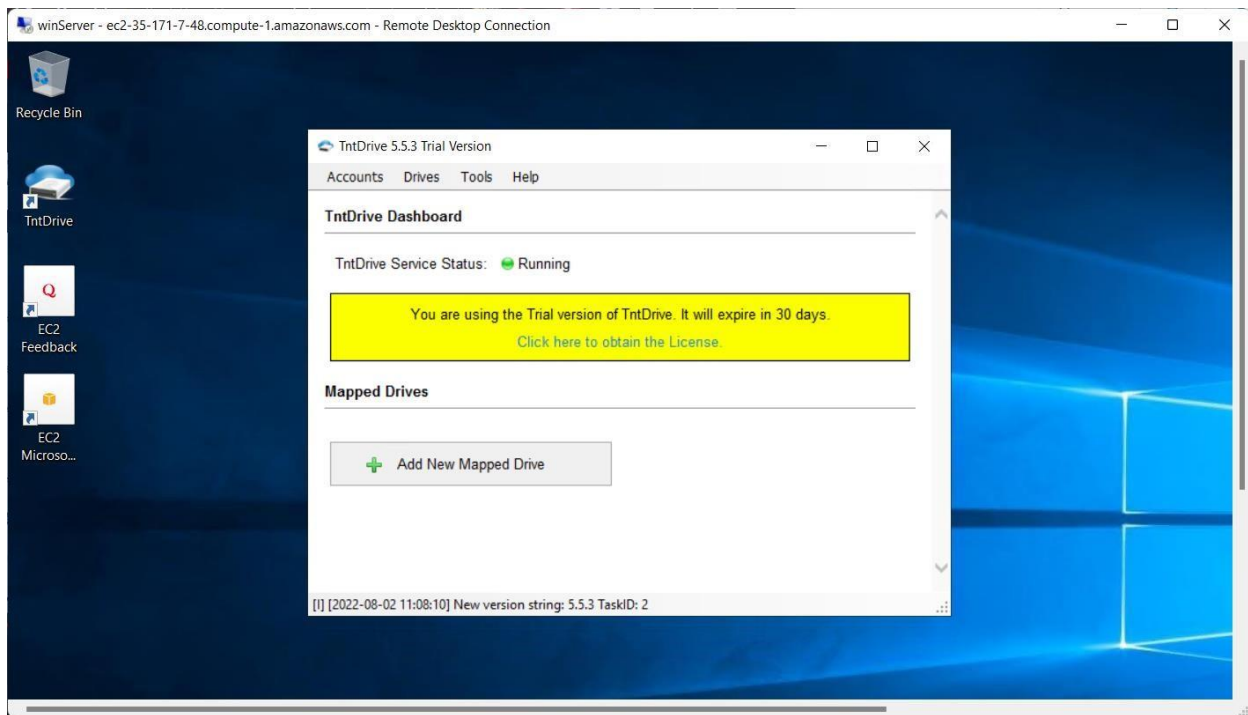 winServer - ec2-35-171-7-48.compute-1.amazonaws.com - Remote Desktop Connection
Recycle Bin
TntDrive
Q
EC2
Feedback
EC2
Microso...
TntDrive 5.5.3 Trial Version
Accounts Drives Tools Help
TntDrive Dashboard
TntDrive Service Status: Running
You are using the Trial version of TntDrive. It will expire in 30 days.
Click here to obtain the License.
Mapped Drives
Add New Mapped Drive
[I] [2022-08-02 11:08:10] New version string: 5.5.3 TaskID: 2